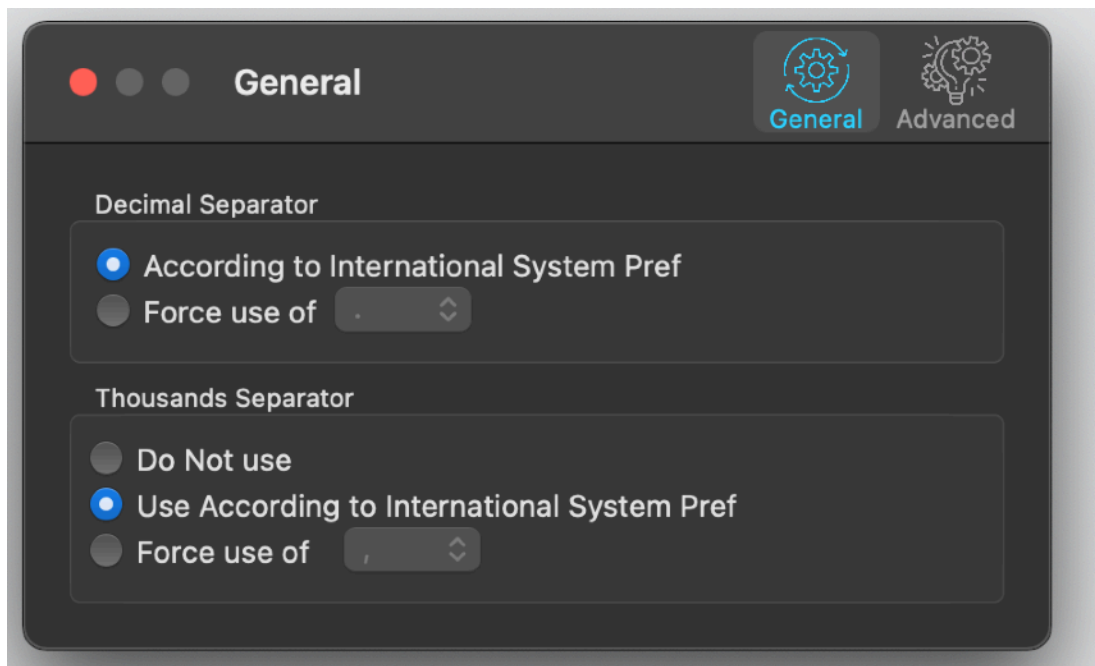 General
General
Advanced
Decimal Separator
According to International System Pref
Force use of .
Thousands Separator
Do Not use
Use According to International System Pref
Force use of ,